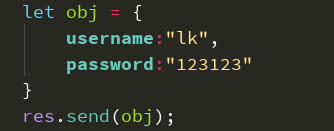 let obj = {
    username:"lk",
    password:"123123"
}
res.send(obj);